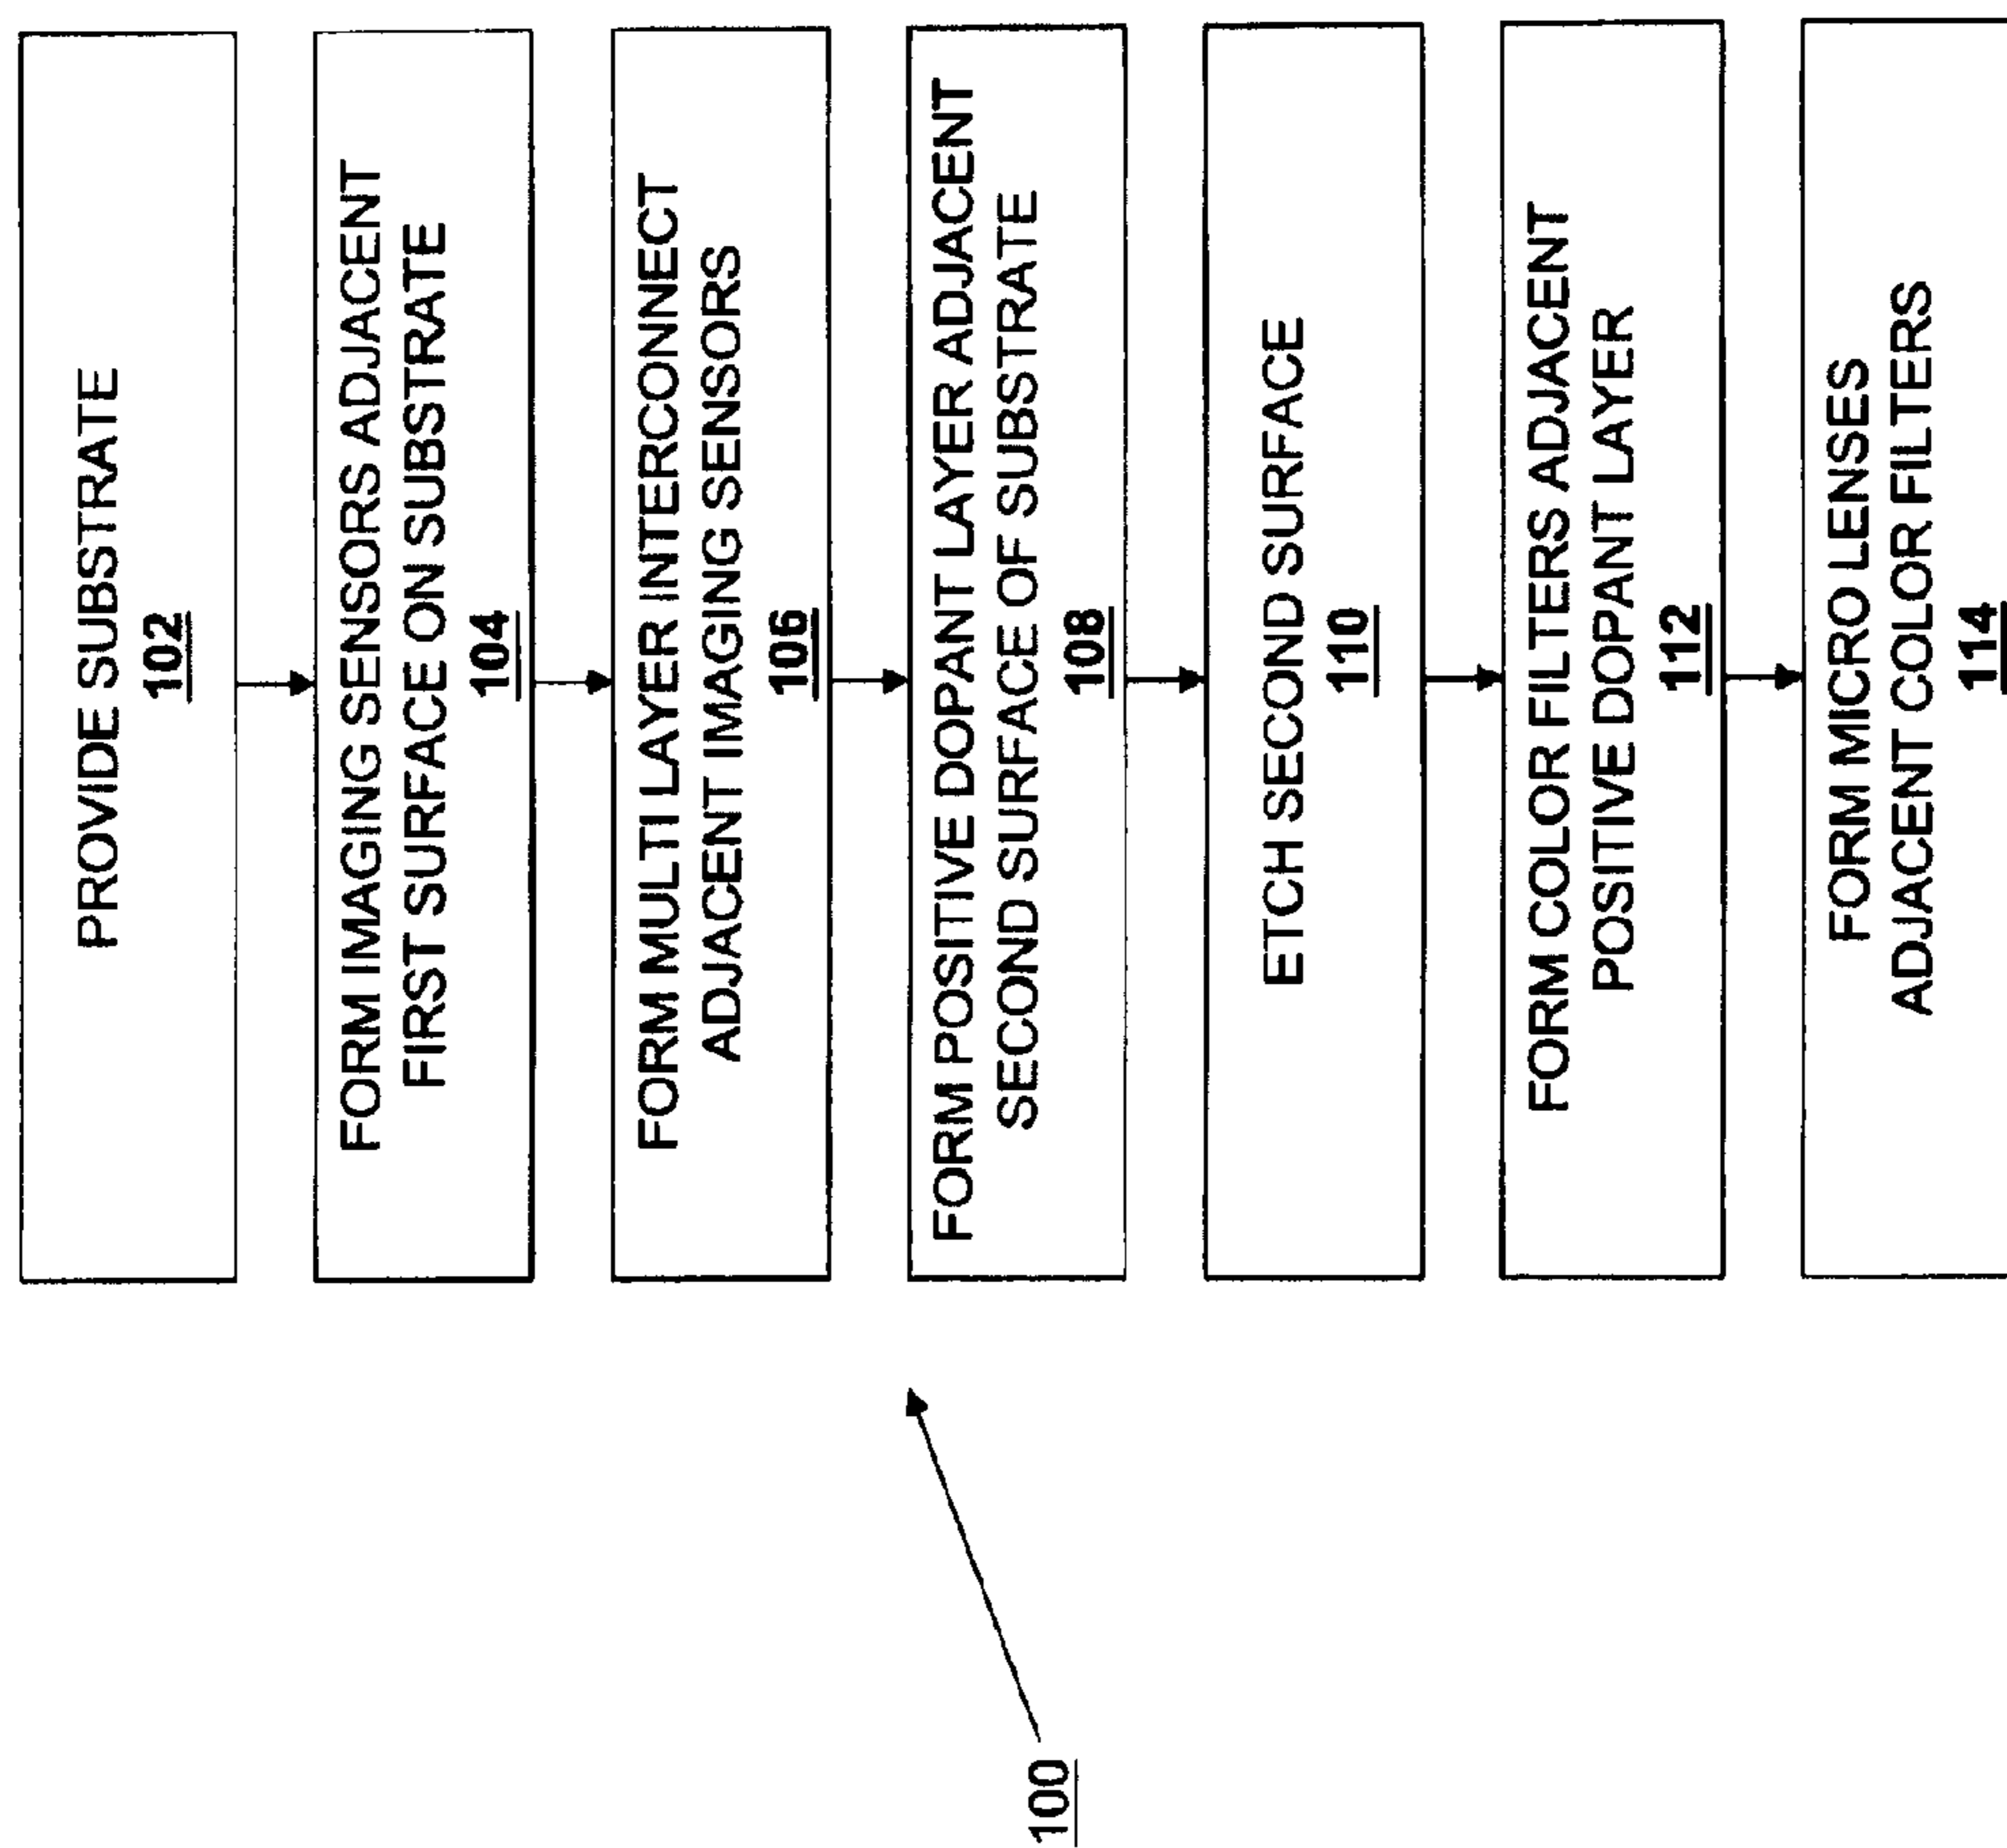 PROVIDE SUBSTRATE
102
FORM IMAGING SENSORS ADJACENT
FIRST SURFACE ON SUBSTRATE
104
FORM MULTI LAYER INTERCONNECT
ADJACENT IMAGING SENSORS
106
FORM POSITIVE DOPANT LAYER ADJACENT
SECOND SURFACE OF SUBSTRATE
108
ETCH SECOND SURFACE
110
FORM COLOR FILTERS ADJACENT
POSITIVE DOPANT LAYER
112
FORM MICRO LENSES
ADJACENT COLOR FILTERS
114
100